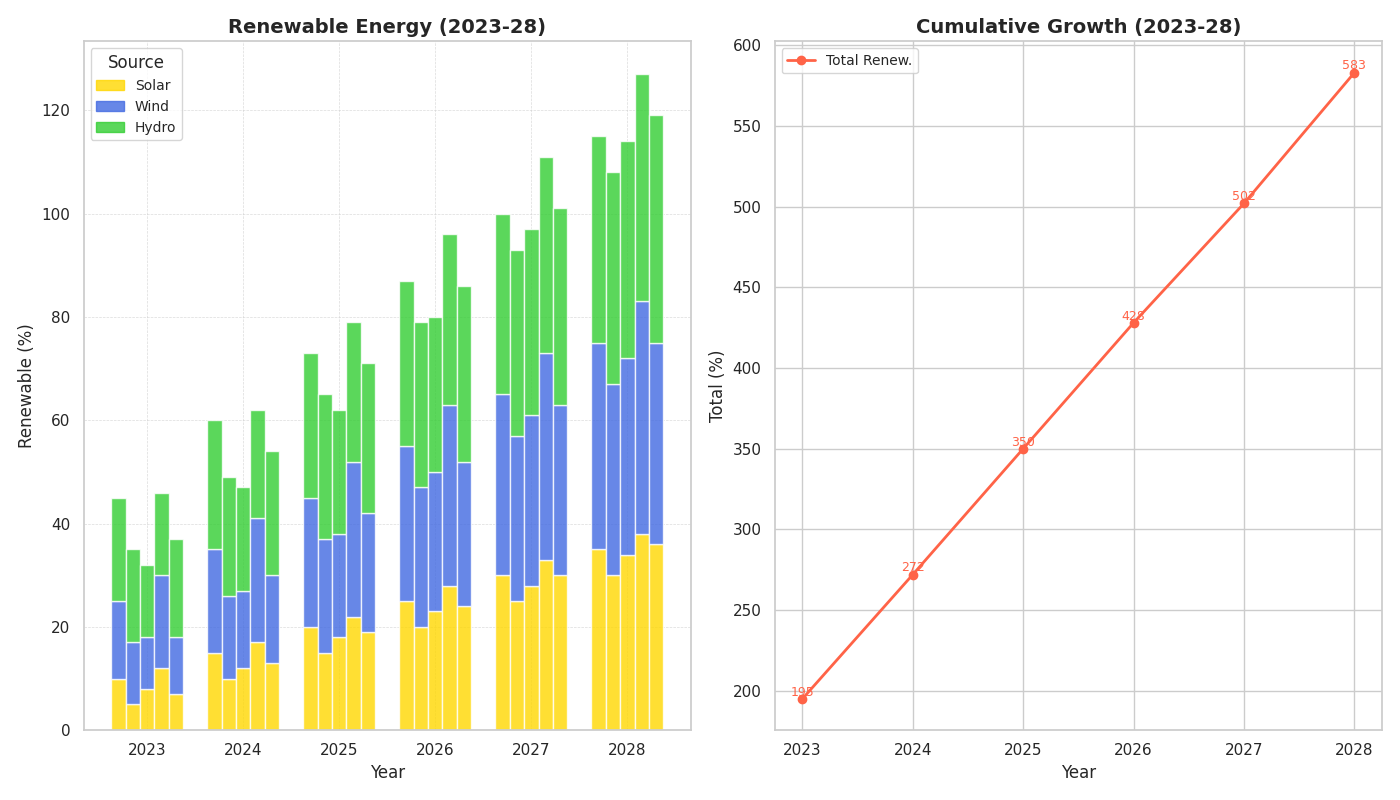 Renewable Energy (2023-28)
Source
Solar
Wind
Hydro
Renewable (%)
120
100
80
60
40
20
0
2023 2024 2025 2026 2027 2028
Year
Cumulative Growth (2023-28)
Total Renew.
Total (%)
600
550
500
450
400
350
300
250
200
583
502
428
350
272
195
2023 2024 2025 2026 2027 2028
Year